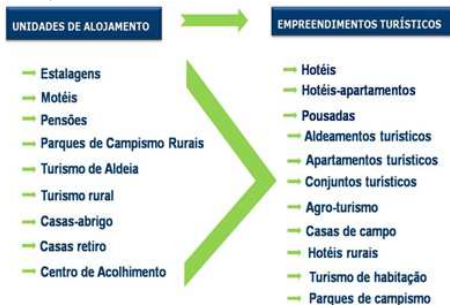 UNIDADES DE ALOJAMENTO
EMPREENDIMENTOS TURÍSTICOS
Estalagens
Motéis
Pensões
Parques de Campismo Rurais
Turismo de Aldeia
Turismo rural
Casas-abrigo
Casas retiro
Centro de Acolhimento
Hotéis
Hotéis-apartamentos
Pousadas
Aldeamentos turísticos
Apartamentos turísticos
Conjuntos turísticos
Agro-turismo
Casas de campo
Hotéis rurais
Turismo de habitação
Parques de campismo